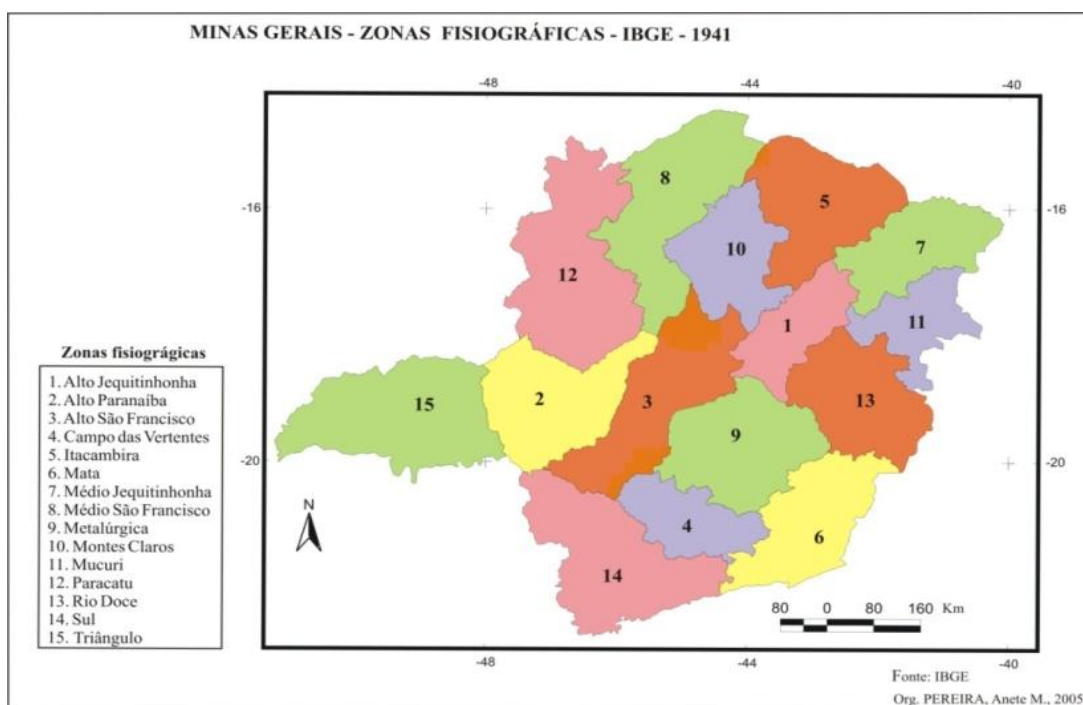 MINAS GERAIS - ZONAS FISIOGRÁFICAS - IBGE - 1941
-48
-44
-40
-16
-16
8
5
10
7
12
11
1
Zonas fisiográgicas
1. Alto Jequitinhonha
2. Alto Paranaíba
3. Alto São Francisco
4. Campo das Vertentes
5. Itacambira
6. Mata
7. Médio Jequitinhonha
8. Médio São Francisco
9. Metalúrgica
10. Montes Claros
11. Mucuri
12. Paracatu
13. Rio Doce
14. Sul
15. Triângulo
15
2
3
13
9
-20
-20
N
4
6
14
80 0 80 160 Km
-48
-44
-40
Fonte: IBGE
Org. PEREIRA, Anete M., 2005